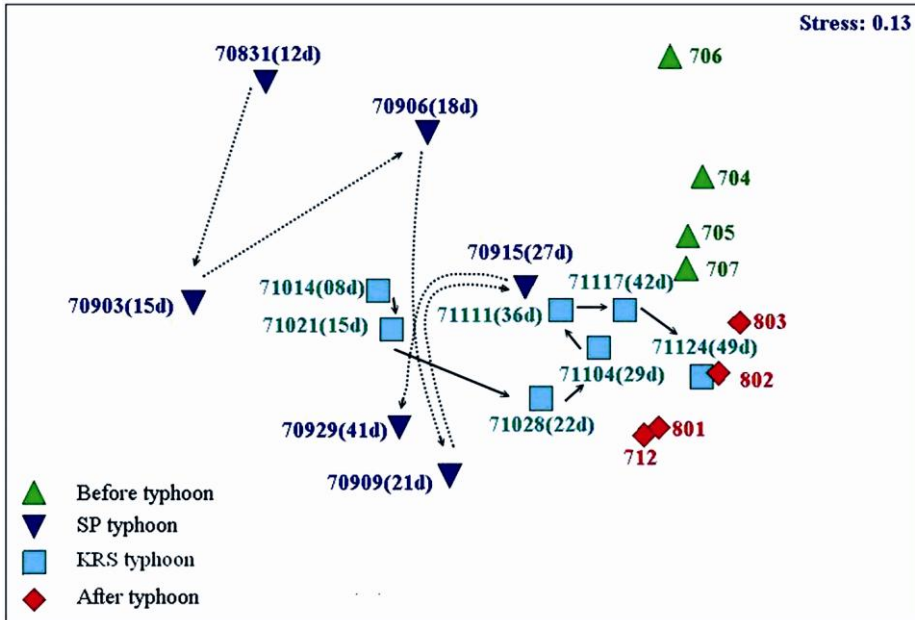 Stress: 0.13
70831(12d)
706
70906(18d)
704
705
70915(27d)
707
71117(42d)
71014(08d)
70903(15d)
71111(36d)
71021(15d)
803
71124(49d)
71104(29d)
802
71028(22d)
70929(41d)
801
712
70909(21d)
Before typhoon
SP typhoon
KRS typhoon
After typhoon